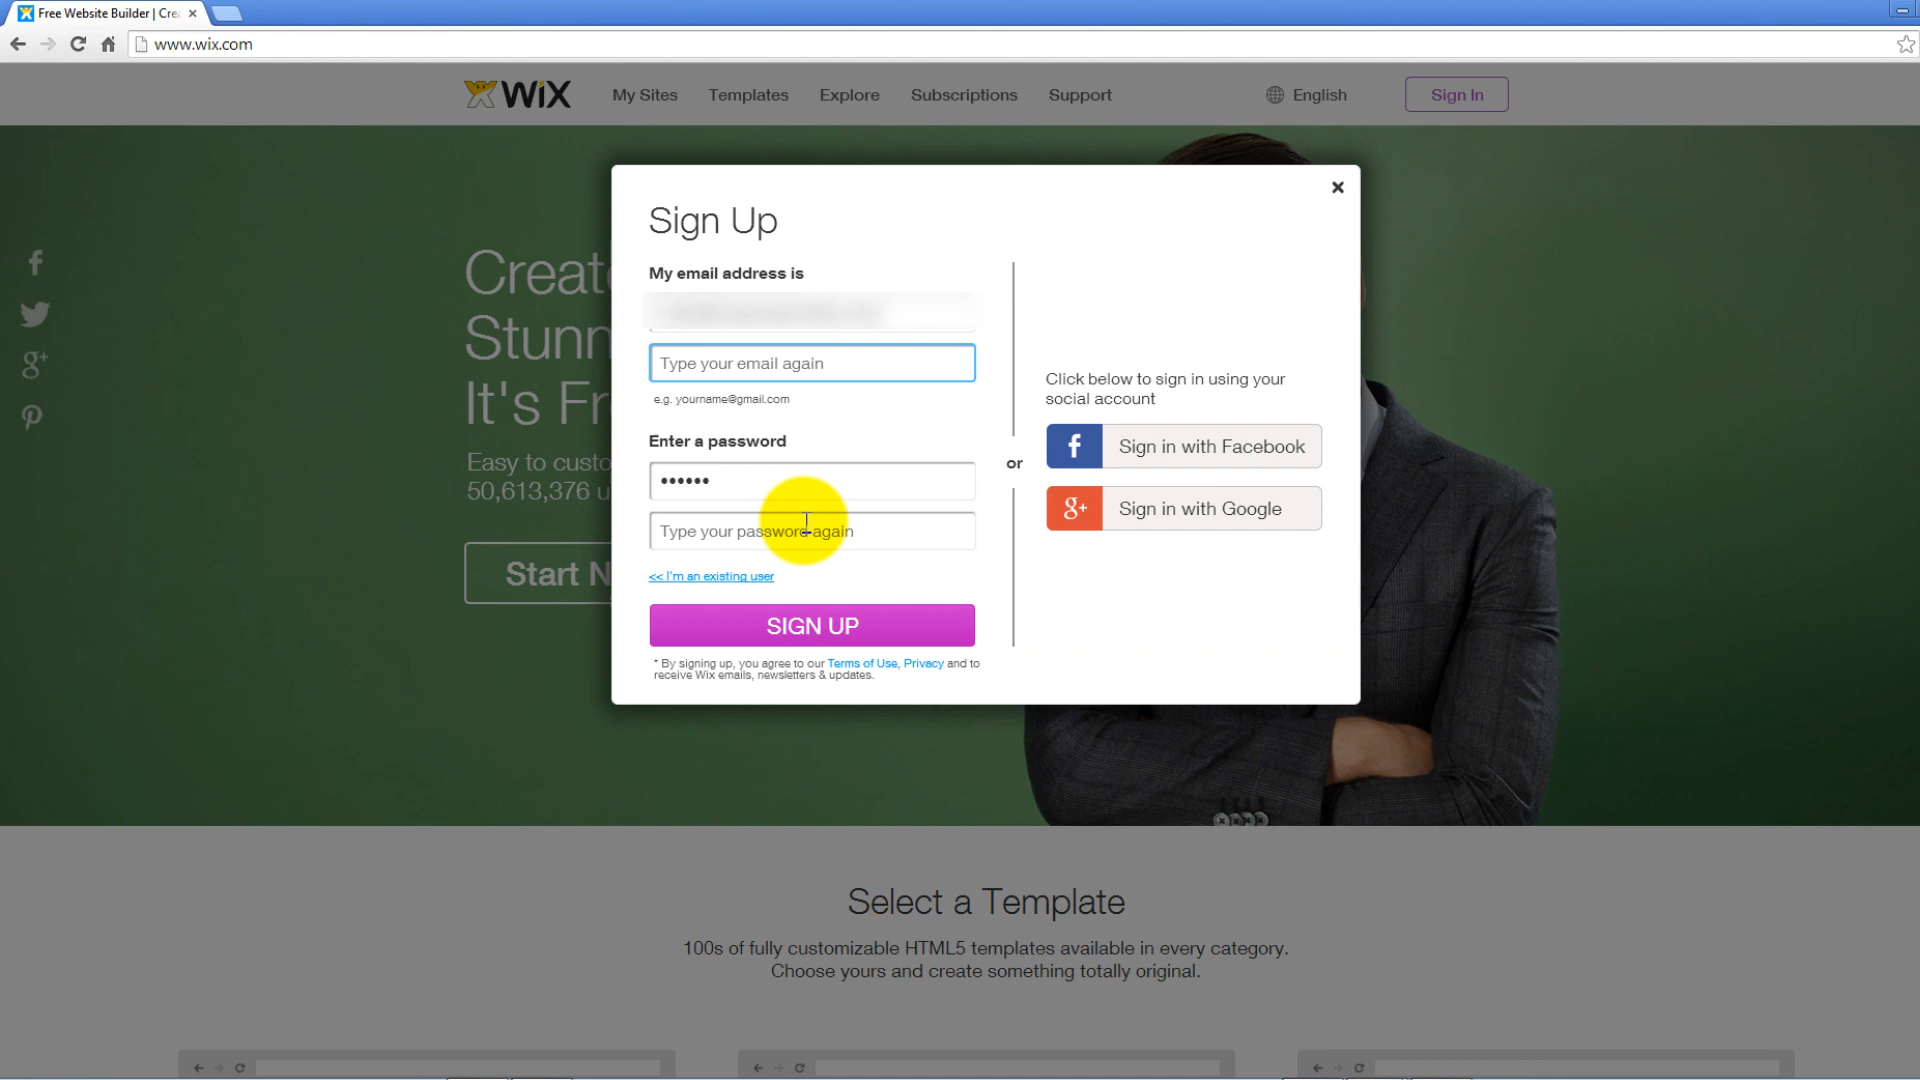 Free Website Builder | Cre
www.wix.com
WiX
My Sites
Templates
Explore
Subscriptions
Support
English
Sign In
Create
Stunn
It's Fr
Easy to custo
50,613,376 u
Start N
Sign Up
My email address is
Type your email again
e.g. yourname@gmail.com
Enter a password
••••••
Type your password again
<< I'm an existing user
SIGN UP
* By signing up, you agree to our Terms of Use, Privacy and to
receive Wix emails, newsletters & updates.
or
Click below to sign in using your
social account
f Sign in with Facebook
g+ Sign in with Google
Select a Template
100s of fully customizable HTML5 templates available in every category.
Choose yours and create something totally original.